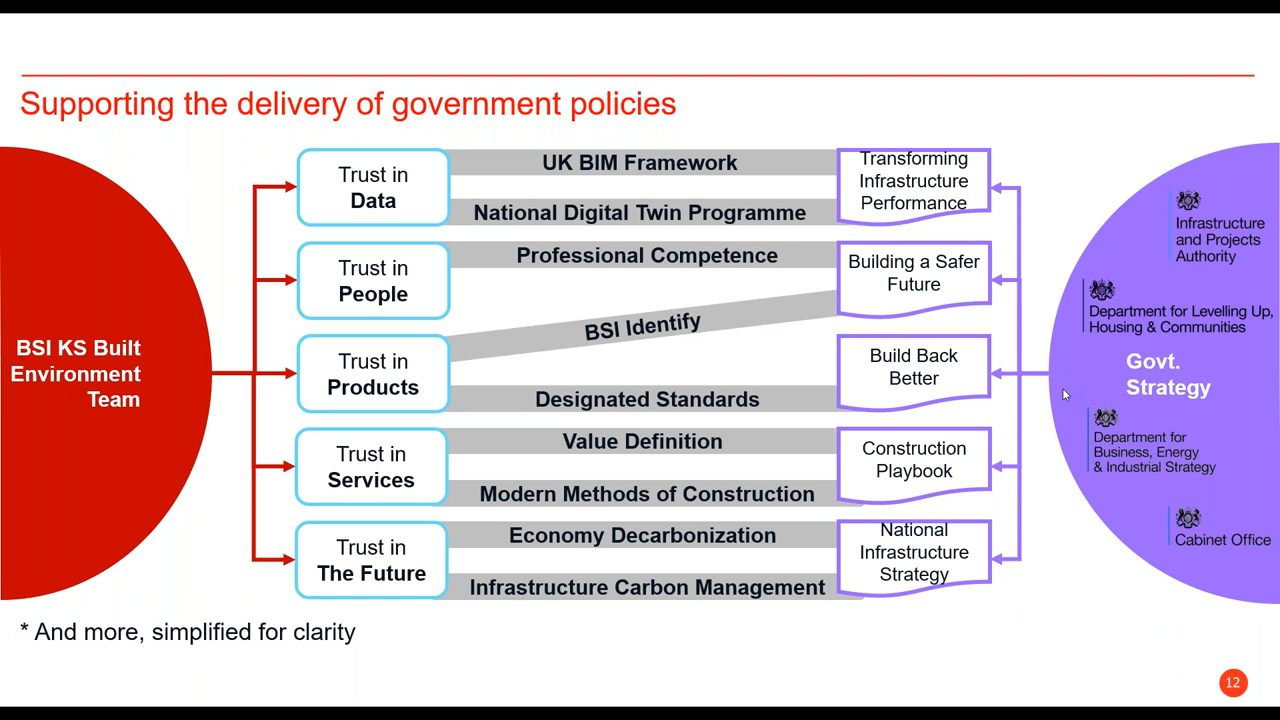 Supporting the delivery of government policies
BSI KS Built
Environment
Team
Trust in
Data
Trust in
People
Trust in
Products
Trust in
Services
Trust in
The Future
UK BIM Framework
National Digital Twin Programme
Professional Competence
BSI Identify
Designated Standards
Value Definition
Modern Methods of Construction
Economy Decarbonization
Infrastructure Carbon Management
Transforming
Infrastructure
Performance
Building a Safer
Future
Build Back
Better
Construction
Playbook
National
Infrastructure
Strategy
Infrastructure
and Projects
Authority
Department for Levelling Up,
Housing & Communities
Govt.
Strategy
Department for
Business, Energy
& Industrial Strategy
Cabinet Office
* And more, simplified for clarity
12